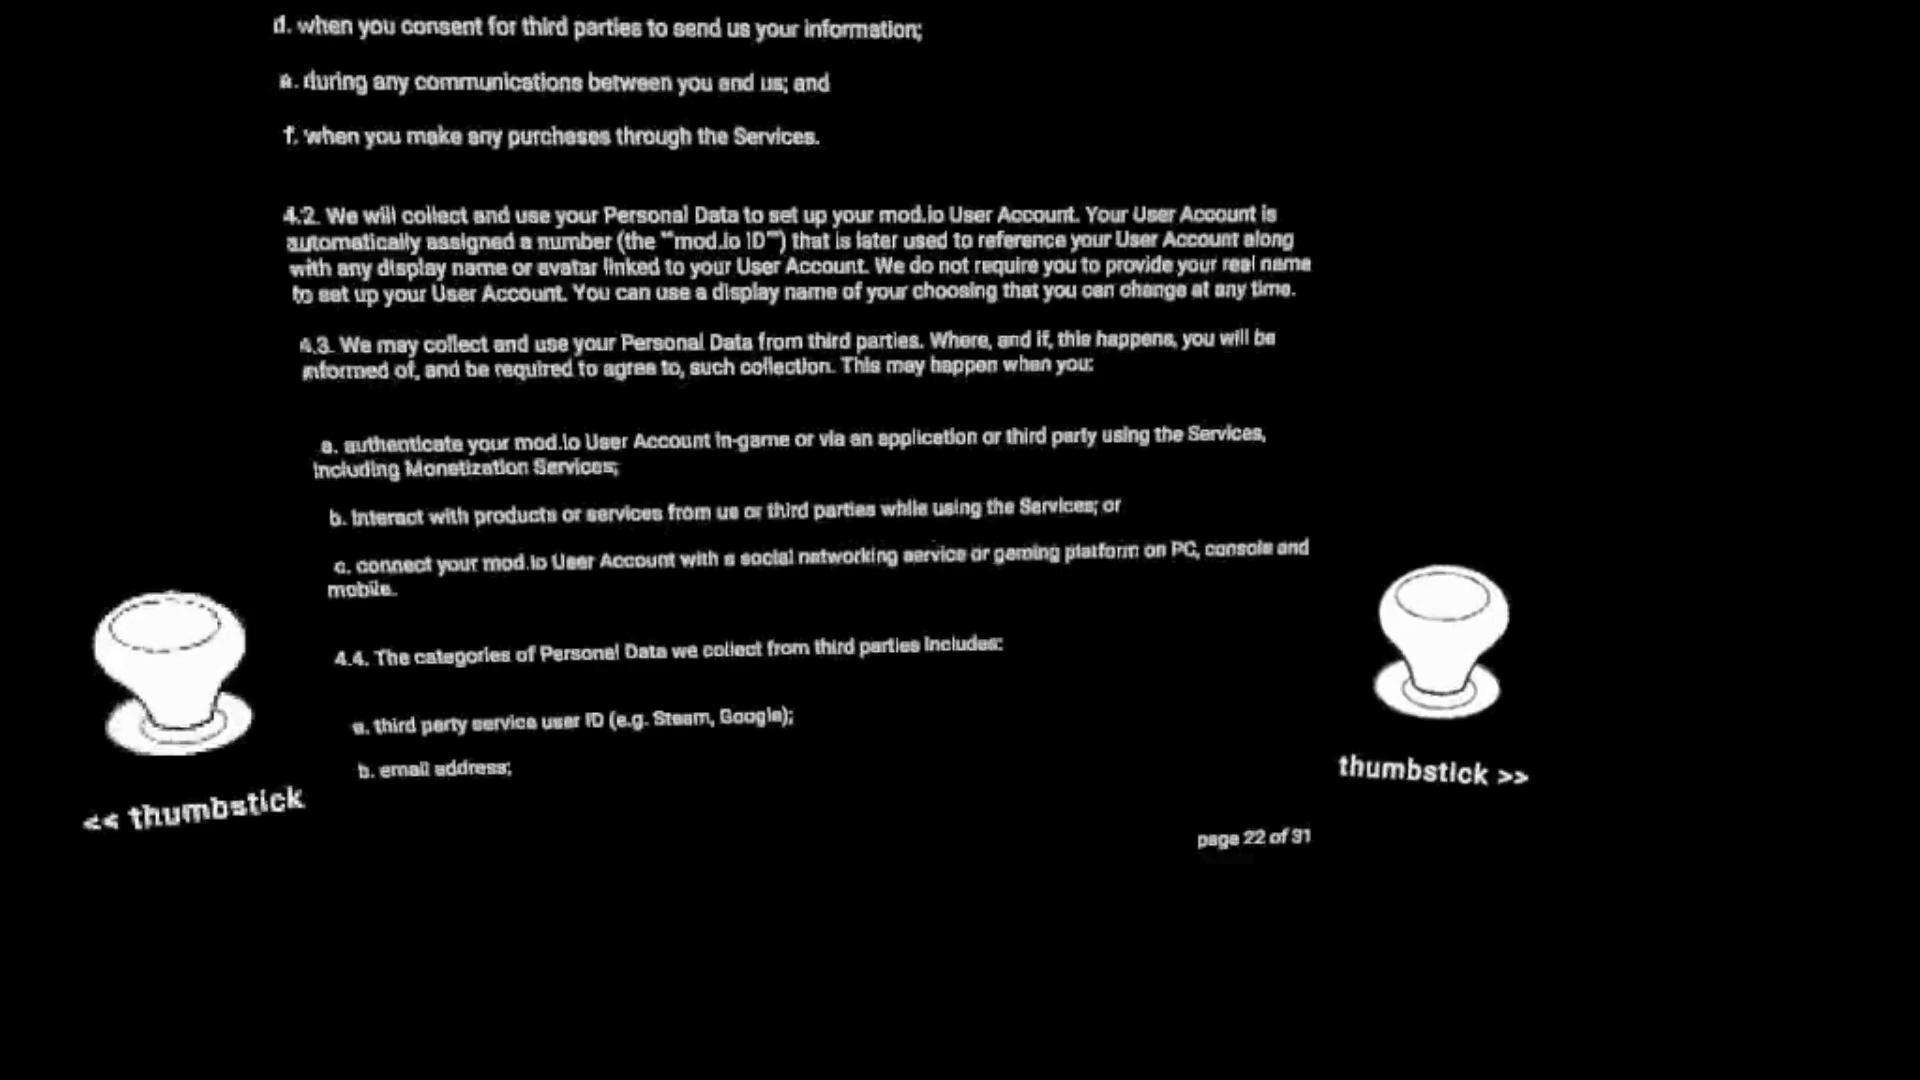 d. when you consent for third parties to send us your information;
e. during any communications between you and us; and
f. when you make any purchases through the Services.
4.2. We will collect and use your Personal Data to set up your mod.io User Account. Your User Account is
automatically assigned a number (the ""mod.io ID"") that is later used to reference your User Account along
with any display name or avatar linked to your User Account. We do not require you to provide your real name
to set up your User Account. You can use a display name of your choosing that you can change at any time.
4.3. We may collect and use your Personal Data from third parties. Where, and if, this happens, you will be
informed of, and be required to agree to, such collection. This may happen when you:
a. authenticate your mod.io User Account in-game or via an application or third party using the Services,
including Monetization Services;
b. interact with products or services from us or third parties while using the Services; or
c. connect your mod.io User Account with a social networking service or gaming platform on PC, console and
mobile.
4.4. The categories of Personal Data we collect from third parties includes:
a. third party service user ID (e.g. Steam, Google);
b. email address;
<< thumbstick
thumbstick >>
page 22 of 31